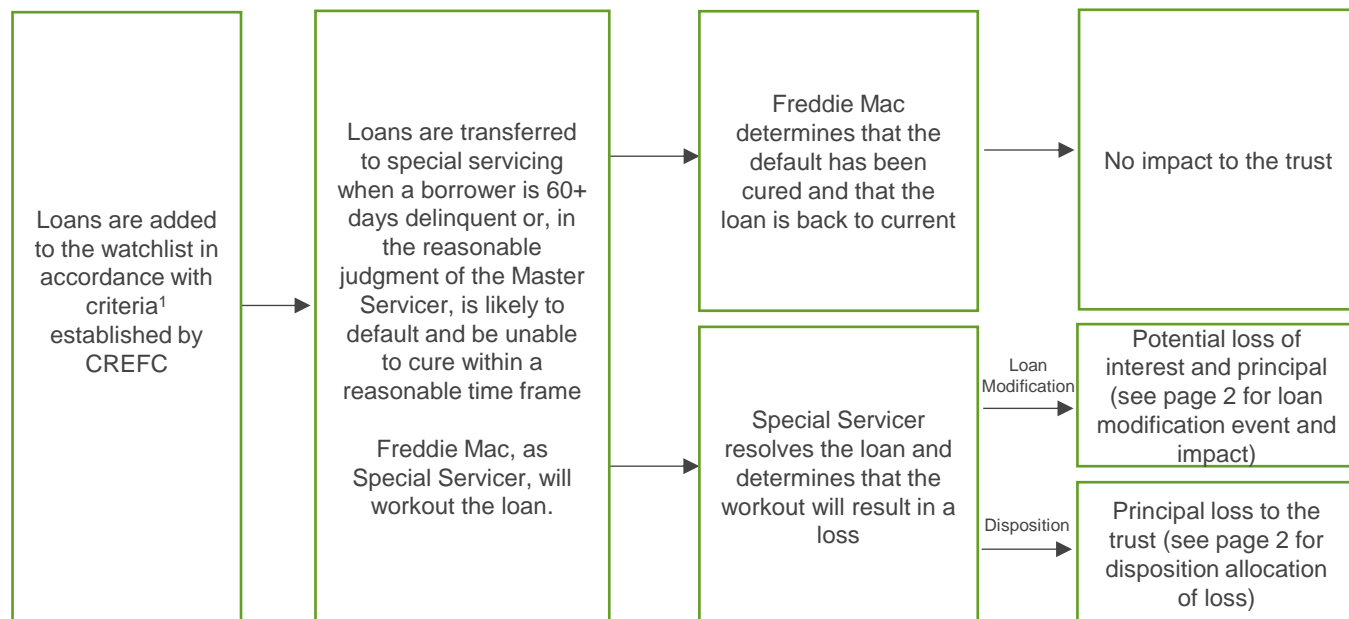 Loans are added
to the watchlist in
accordance with
criteria¹
established by
CREFC
Loans are transferred
to special servicing
when a borrower is 60+
days delinquent or, in
the reasonable
judgment of the Master
Servicer, is likely to
default and be unable
to cure within a
reasonable time frame
Freddie Mac, as
Special Servicer, will
workout the loan.
Freddie Mac
determines that the
default has been
cured and that the
loan is back to current
No impact to the trust
Special Servicer
resolves the loan and
determines that the
workout will result in a
loss
Loan
Modification
Potential loss of
interest and principal
(see page 2 for loan
modification event and
impact)
Disposition
Principal loss to the
trust (see page 2 for
disposition allocation
of loss)